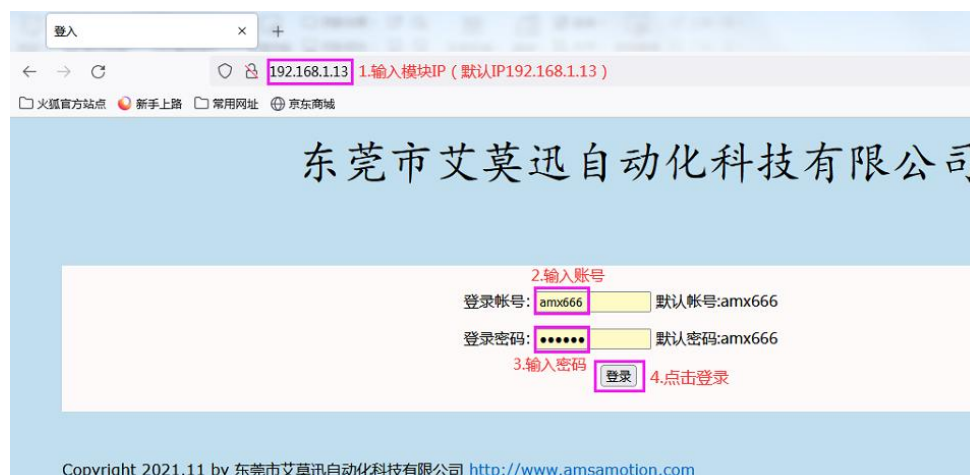 登入 × +
192.168.1.13 1.输入模块IP（默认IP192.168.1.13）
火狐官方站点 新手上路 常用网址 京东商城
东莞市艾莫迅自动化科技有限公司
2.输入账号
登录帐号: amx666 默认帐号:amx666
登录密码: ●●●●●● 默认密码:amx666
3.输入密码
登录 4.点击登录
Copyright 2021.11 by 东莞市艾莫迅自动化科技有限公司 http://www.amsamotion.com